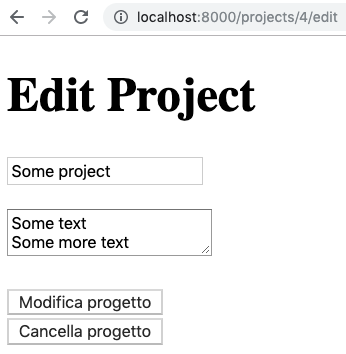 localhost:8000/projects/4/edit
Edit Project
Some project
Some text
Some more text
Modifica progetto
Cancella progetto